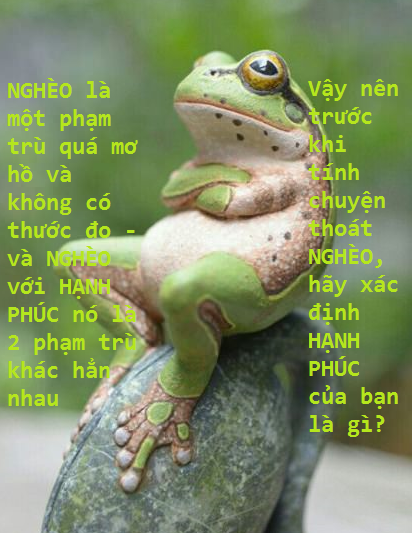 NGHÈO là
một phạm
trù quá mơ
hồ và
không có
thước đo -
và NGHÈO
với HẠNH
PHÚC nó là
2 phạm trù
khác hẳn
nhau
Vậy nên
trước
khi
tính
chuyện
thoát
NGHÈO,
hãy xác
định
HẠNH
PHÚC
của bạn
là gì?